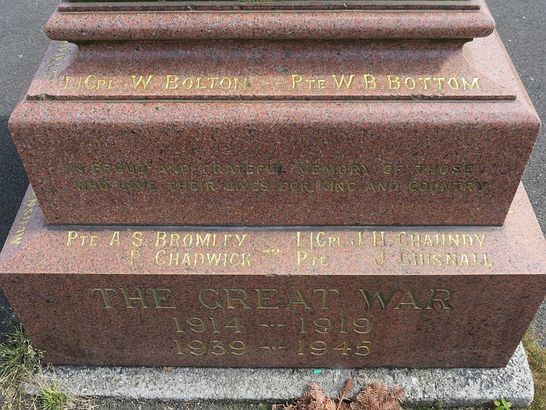 L|CPL W. BOLTON PTE W. B. BOTTOM
IN PROUD AND GRATEFUL MEMORY OF THOSE
WHO GAVE THEIR LIVES FOR KING AND COUNTRY
PTE A. S. BROMLEY L|CPL J. H. CHAUNDY
P. CHADWICK PTE J. CHISNALL
THE GREAT WAR
1914 — 1919
1939 — 1945